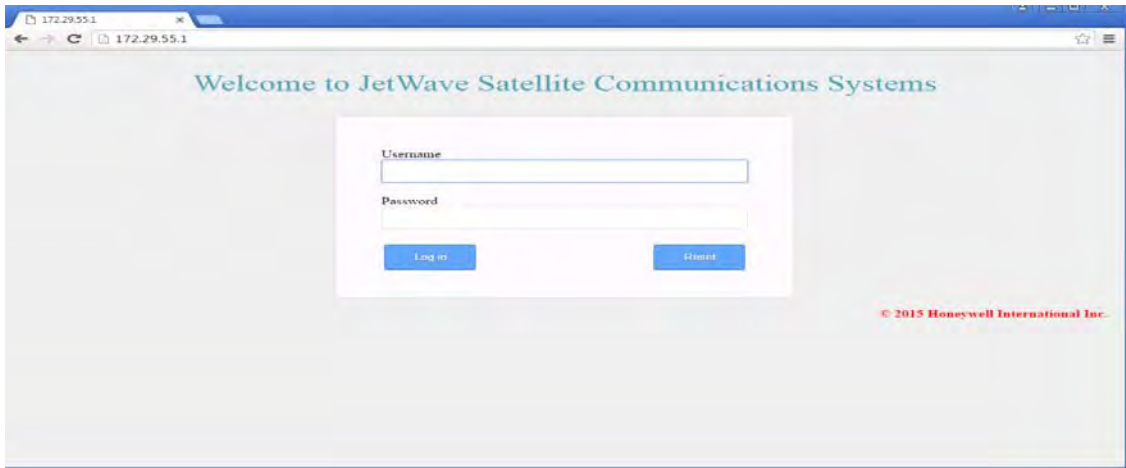 172.29.55.1
172.29.55.1
Welcome to JetWave Satellite Communications Systems
Username
Password
Log in
Reset
© 2015 Honeywell International Inc.